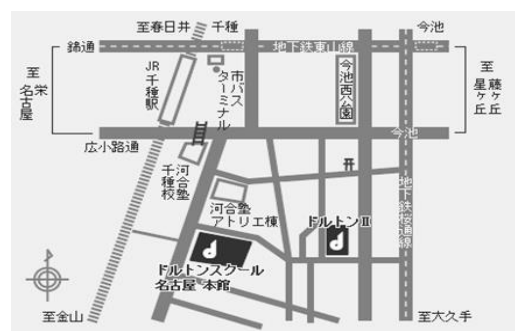 至春日井
千種
今池
錦通
地下鉄東山線
至
栄
名古屋
JR
千種駅
市バス
ターミナル
今池西公園
至
藤ヶ丘
星ヶ丘
広小路通
今池
河合塾
千種校
地下鉄桜通線
河合塾
アトリエ棟
ドルトンⅡ
ドルトンスクール
名古屋 本館
至金山
至大久手